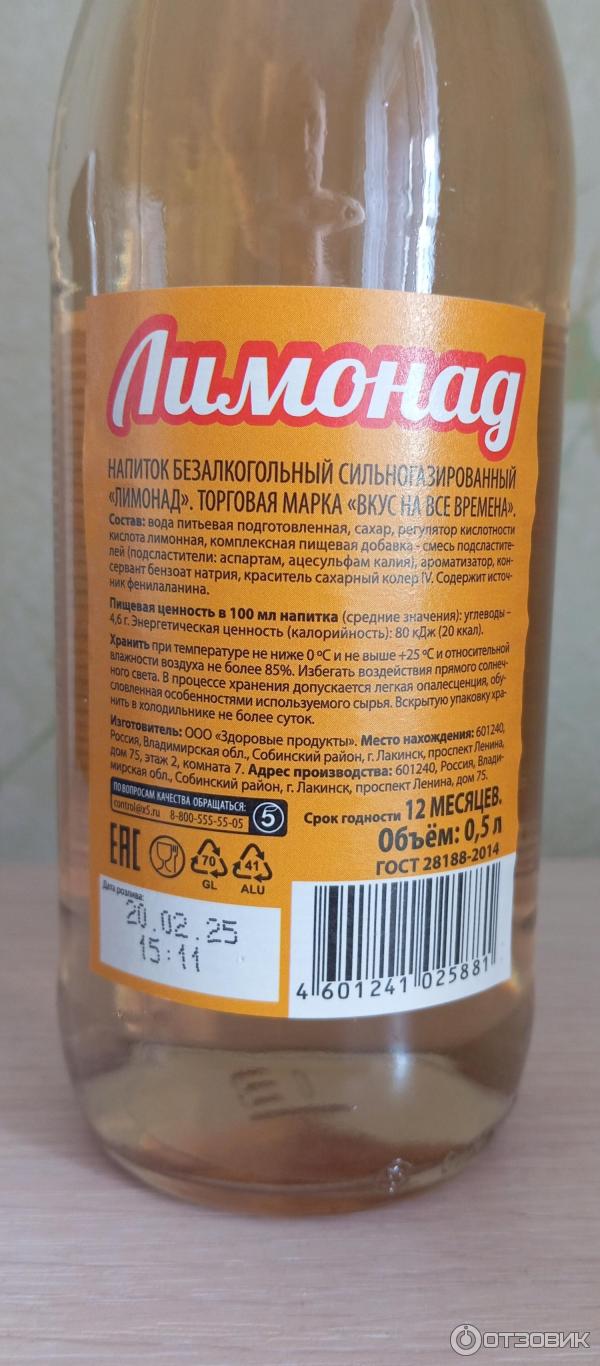 Лимонад
НАПИТОК БЕЗАЛКОГОЛЬНЫЙ СИЛЬНОГАЗИРОВАННЫЙ
«ЛИМОНАД». ТОРГОВАЯ МАРКА «ВКУС НА ВСЕ ВРЕМЕНА».
Состав: вода питьевая подготовленная, сахар, регулятор кислотности
кислота лимонная, комплексная пищевая добавка - смесь подсластите-
лей (подсластители: аспартам, ацесульфам калия), ароматизатор, кон-
сервант бензоат натрия, краситель сахарный колер IV. Содержит источ-
ник фенилаланина.
Пищевая ценность в 100 мл напитка (средние значения): углеводы –
4,6 г. Энергетическая ценность (калорийность): 80 кДж (20 ккал).
Хранить при температуре не ниже 0 °C и не выше +25 °C и относительной
влажности воздуха не более 85%. Избегать воздействия прямого солнеч-
ного света. В процессе хранения допускается легкая опалесценция, обу-
словленная особенностями используемого сырья. Вскрытую упаковку хра-
нить в холодильнике не более суток.
Изготовитель: ООО «Здоровые продукты». Место нахождения: 601240,
Россия, Владимирская обл., Собинский район, г. Лакинск, проспект Ленина,
дом 75, этаж 2, комната 7. Адрес производства: 601240, Россия, Влади-
мирская обл., Собинский район, г. Лакинск, проспект Ленина, дом 75.
ПО ВОПРОСАМ КАЧЕСТВА ОБРАЩАТЬСЯ:
control@x5.ru 8-800-555-55-05
5
Срок годности 12 МЕСЯЦЕВ.
Объём: 0,5 л
ГОСТ 28188-2014
EAC
70
GL
41
ALU
Дата розлива:
20.02.25
15:11
4 601241 025881
ОТЗОВИК